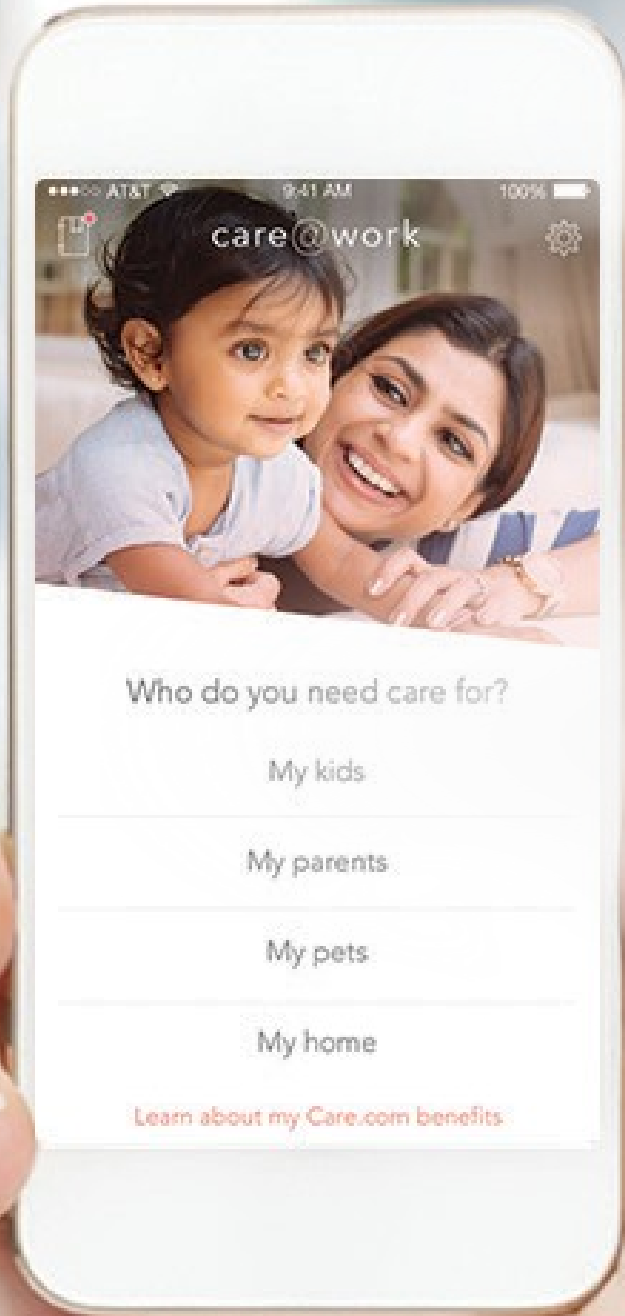 AT&T 9:41 AM 100%
care@work
Who do you need care for?
My kids
My parents
My pets
My home
Learn about my Care.com benefits